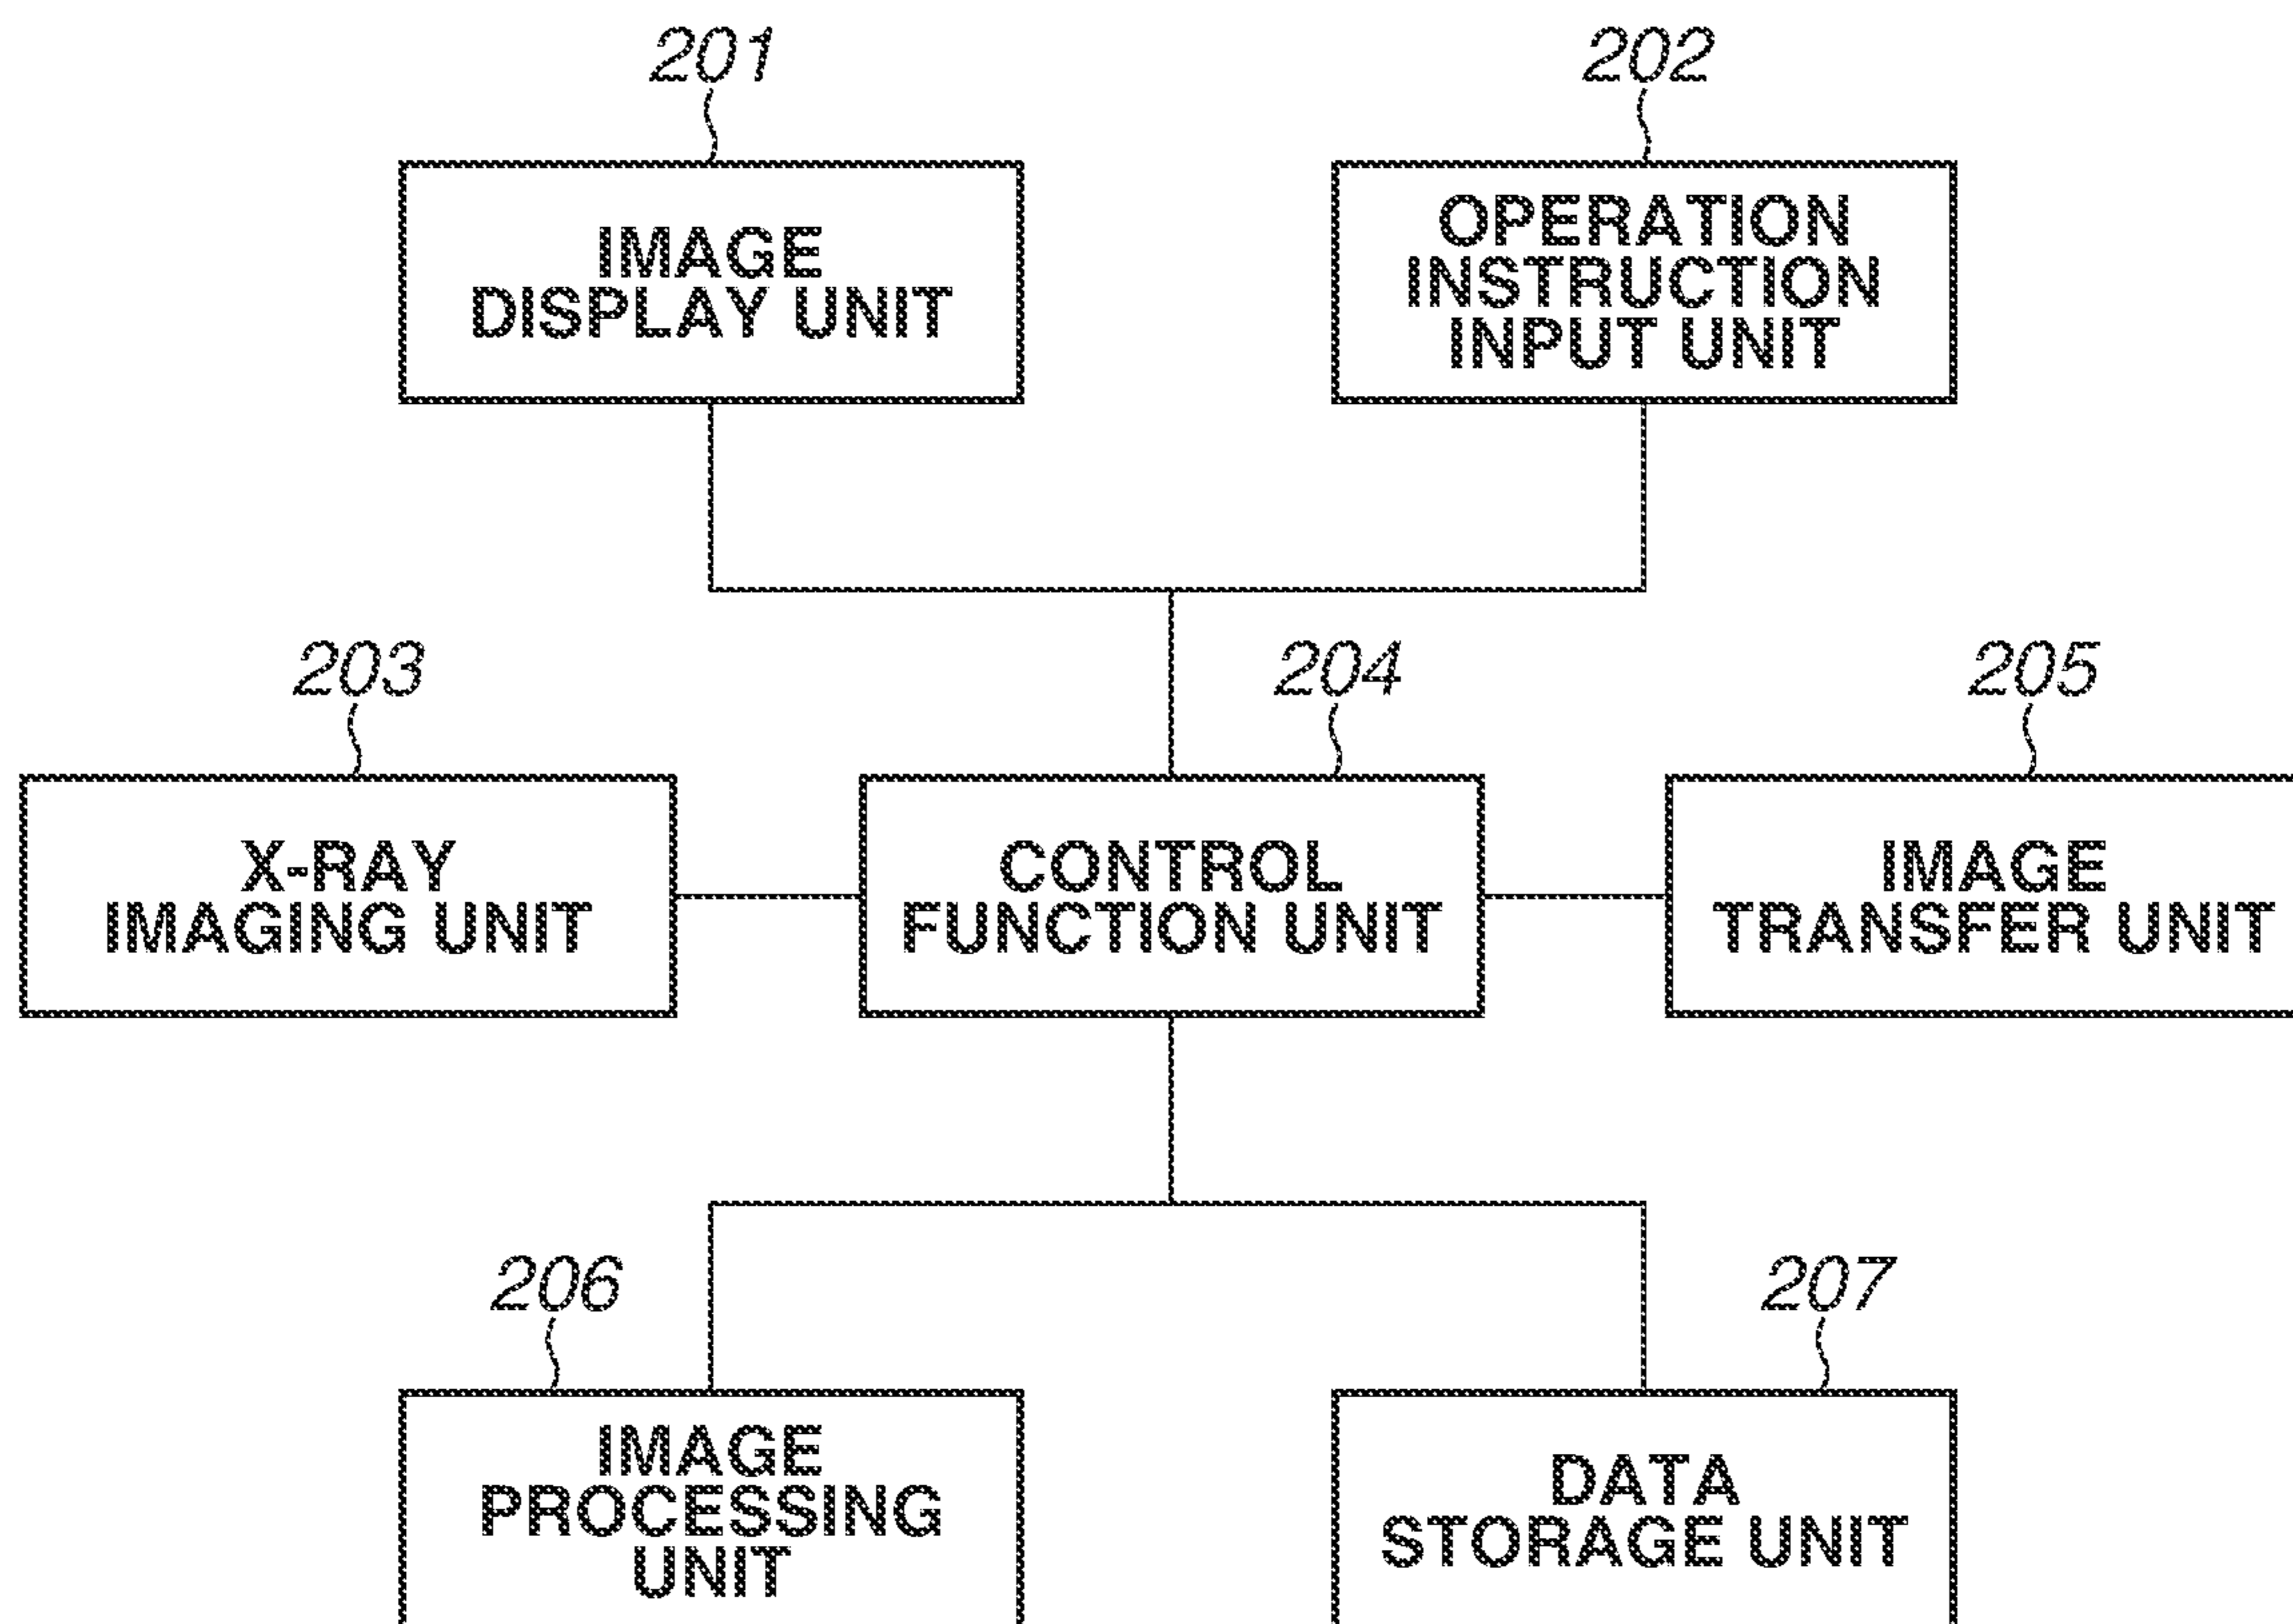 201
202
IMAGE
DISPLAY UNIT
OPERATION
INSTRUCTION
INPUT UNIT
203
204
205
X-RAY
IMAGING UNIT
CONTROL
FUNCTION UNIT
IMAGE
TRANSFER UNIT
206
207
IMAGE
PROCESSING
UNIT
DATA
STORAGE UNIT